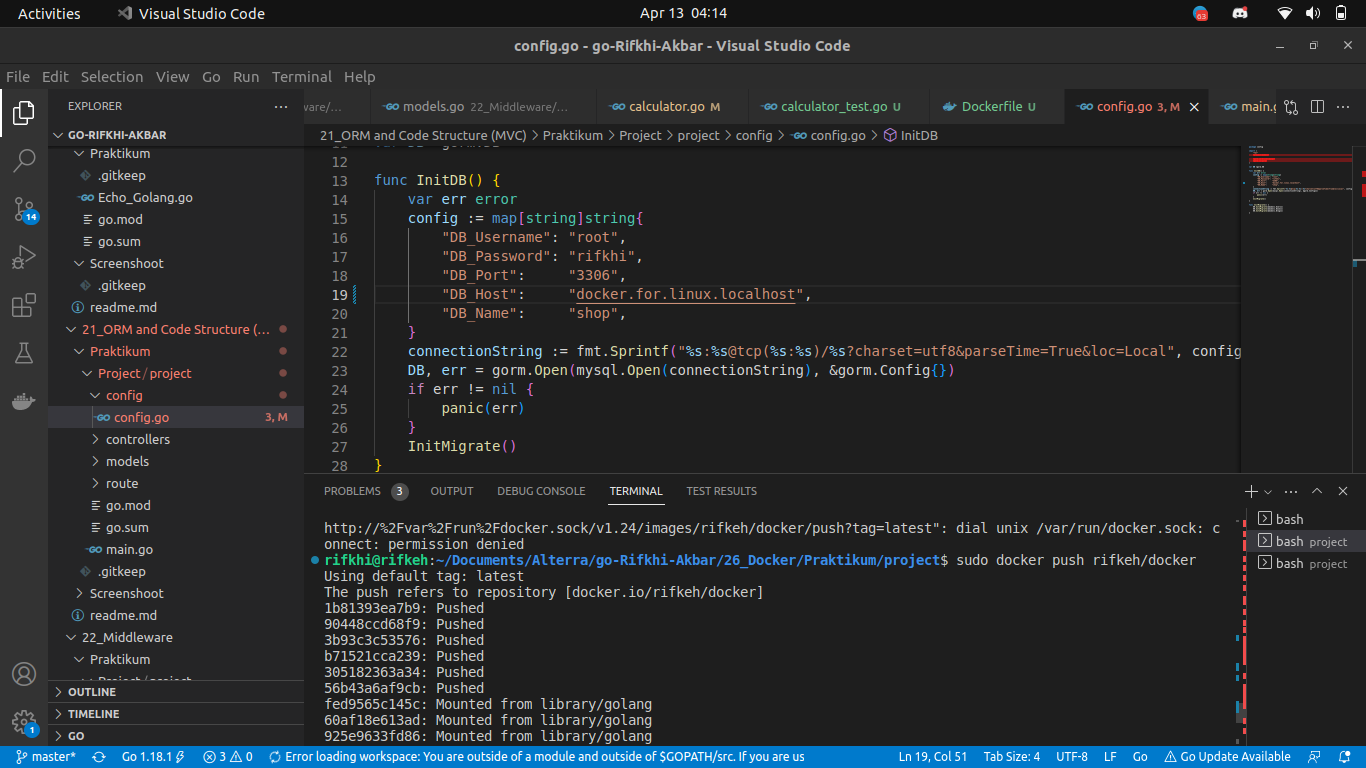 Activities Visual Studio Code Apr 13 04:14 63
config.go - go-Rifkhi-Akbar - Visual Studio Code
File Edit Selection View Go Run Terminal Help
EXPLORER
GO-RIFKHI-AKBAR
Praktikum
.gitkeep
Echo_Golang.go
go.mod
go.sum
Screenshoot
.gitkeep
readme.md
21_ORM and Code Structure (...
Praktikum
Project / project
config
config.go 3, M
controllers
models
route
go.mod
go.sum
main.go
.gitkeep
Screenshoot
readme.md
22_Middleware
Praktikum
OUTLINE
TIMELINE
GO
14
1
ware/... models.go 22_Middleware/... calculator.go M calculator_test.go U Dockerfile U config.go 3, M main.g
21_ORM and Code Structure (MVC) > Praktikum > Project > project > config > config.go > InitDB
12
13 func InitDB() {
14 var err error
15 config := map[string]string{
16 "DB_Username": "root",
17 "DB_Password": "rifkhi",
18 "DB_Port": "3306",
19 "DB_Host": "docker.for.linux.localhost",
20 "DB_Name": "shop",
21 }
22 connectionString := fmt.Sprintf("%s:%s@tcp(%s:%s)/%s?charset=utf8&parseTime=True&loc=Local", config
23 DB, err = gorm.Open(mysql.Open(connectionString), &gorm.Config{})
24 if err != nil {
25 panic(err)
26 }
27 InitMigrate()
28 }
PROBLEMS 3 OUTPUT DEBUG CONSOLE TERMINAL TEST RESULTS
http://%2Fvar%2Frun%2Fdocker.sock/v1.24/images/rifkeh/docker/push?tag=latest": dial unix /var/run/docker.sock: c
onnect: permission denied
rifkhi@rifkeh:~/Documents/Alterra/go-Rifkhi-Akbar/26_Docker/Praktikum/project$ sudo docker push rifkeh/docker
Using default tag: latest
The push refers to repository [docker.io/rifkeh/docker]
1b81393ea7b9: Pushed
90448ccd68f9: Pushed
3b93c3c53576: Pushed
b71521cca239: Pushed
305182363a34: Pushed
56b43a6af9cb: Pushed
fed9565c145c: Mounted from library/golang
60af18e613ad: Mounted from library/golang
925e9633fd86: Mounted from library/golang
bash
bash project
bash project
master* Go 1.18.1 3 0 Error loading workspace: You are outside of a module and outside of $GOPATH/src. If you are us Ln 19, Col 51 Tab Size: 4 UTF-8 LF Go Go Update Available